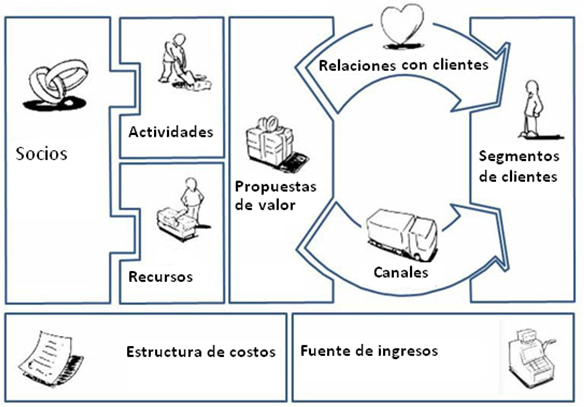 Socios
Actividades
Recursos
Propuestas
de valor
Relaciones con clientes
Canales
Segmentos
de clientes
Estructura de costos
Fuente de ingresos